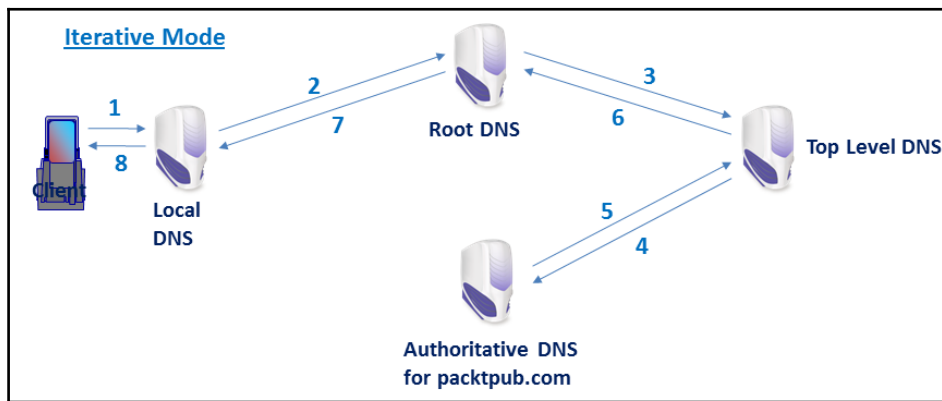 Iterative Mode
1
8
Client
Local
DNS
2
7
Root DNS
3
6
Top Level DNS
5
4
Authoritative DNS
for packtpub.com